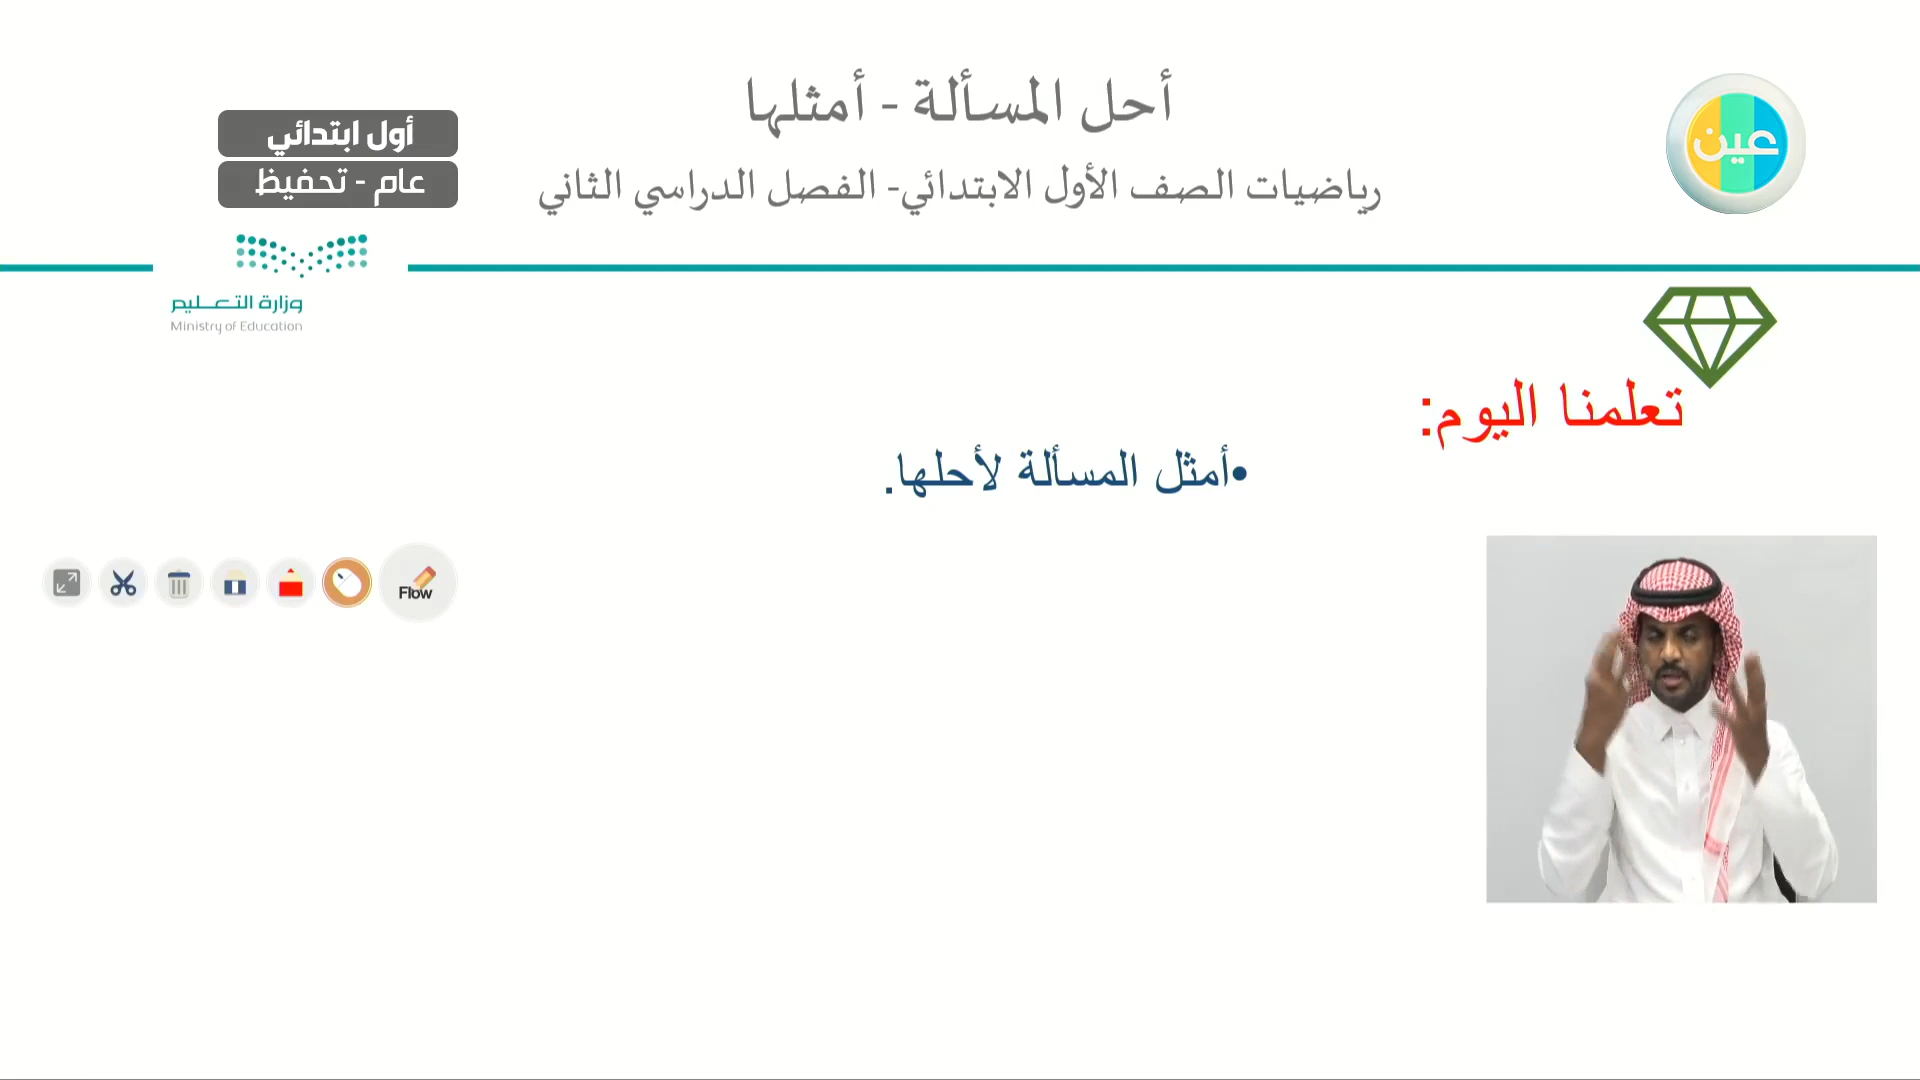 أحل المسألة - أمثلها
عين
أول ابتدائي
عام - تحفيظ
رياضيات الصف الأول الابتدائي- الفصل الدراسي الثاني
وزارة التعليم
Ministry of Education
تعلمنا اليوم:
•أمثل المسألة لأحلها.
Flow